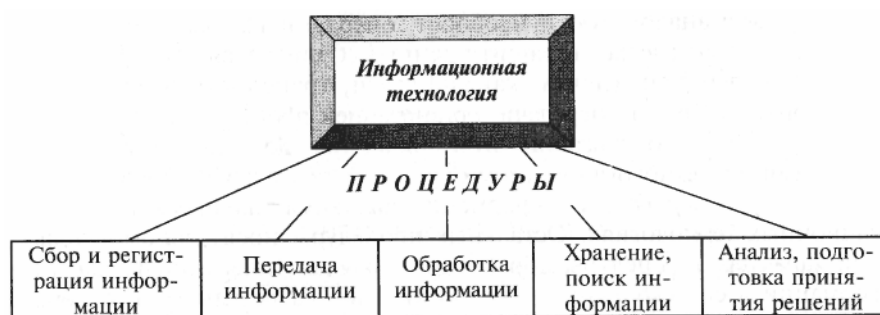 Информационная
технология
ПРОЦЕДУРЫ
Сбор и регист-
рация инфор-
мации
Передача
информации
Обработка
информации
Хранение,
поиск ин-
формации
Анализ, подго-
товка приня-
тия решений